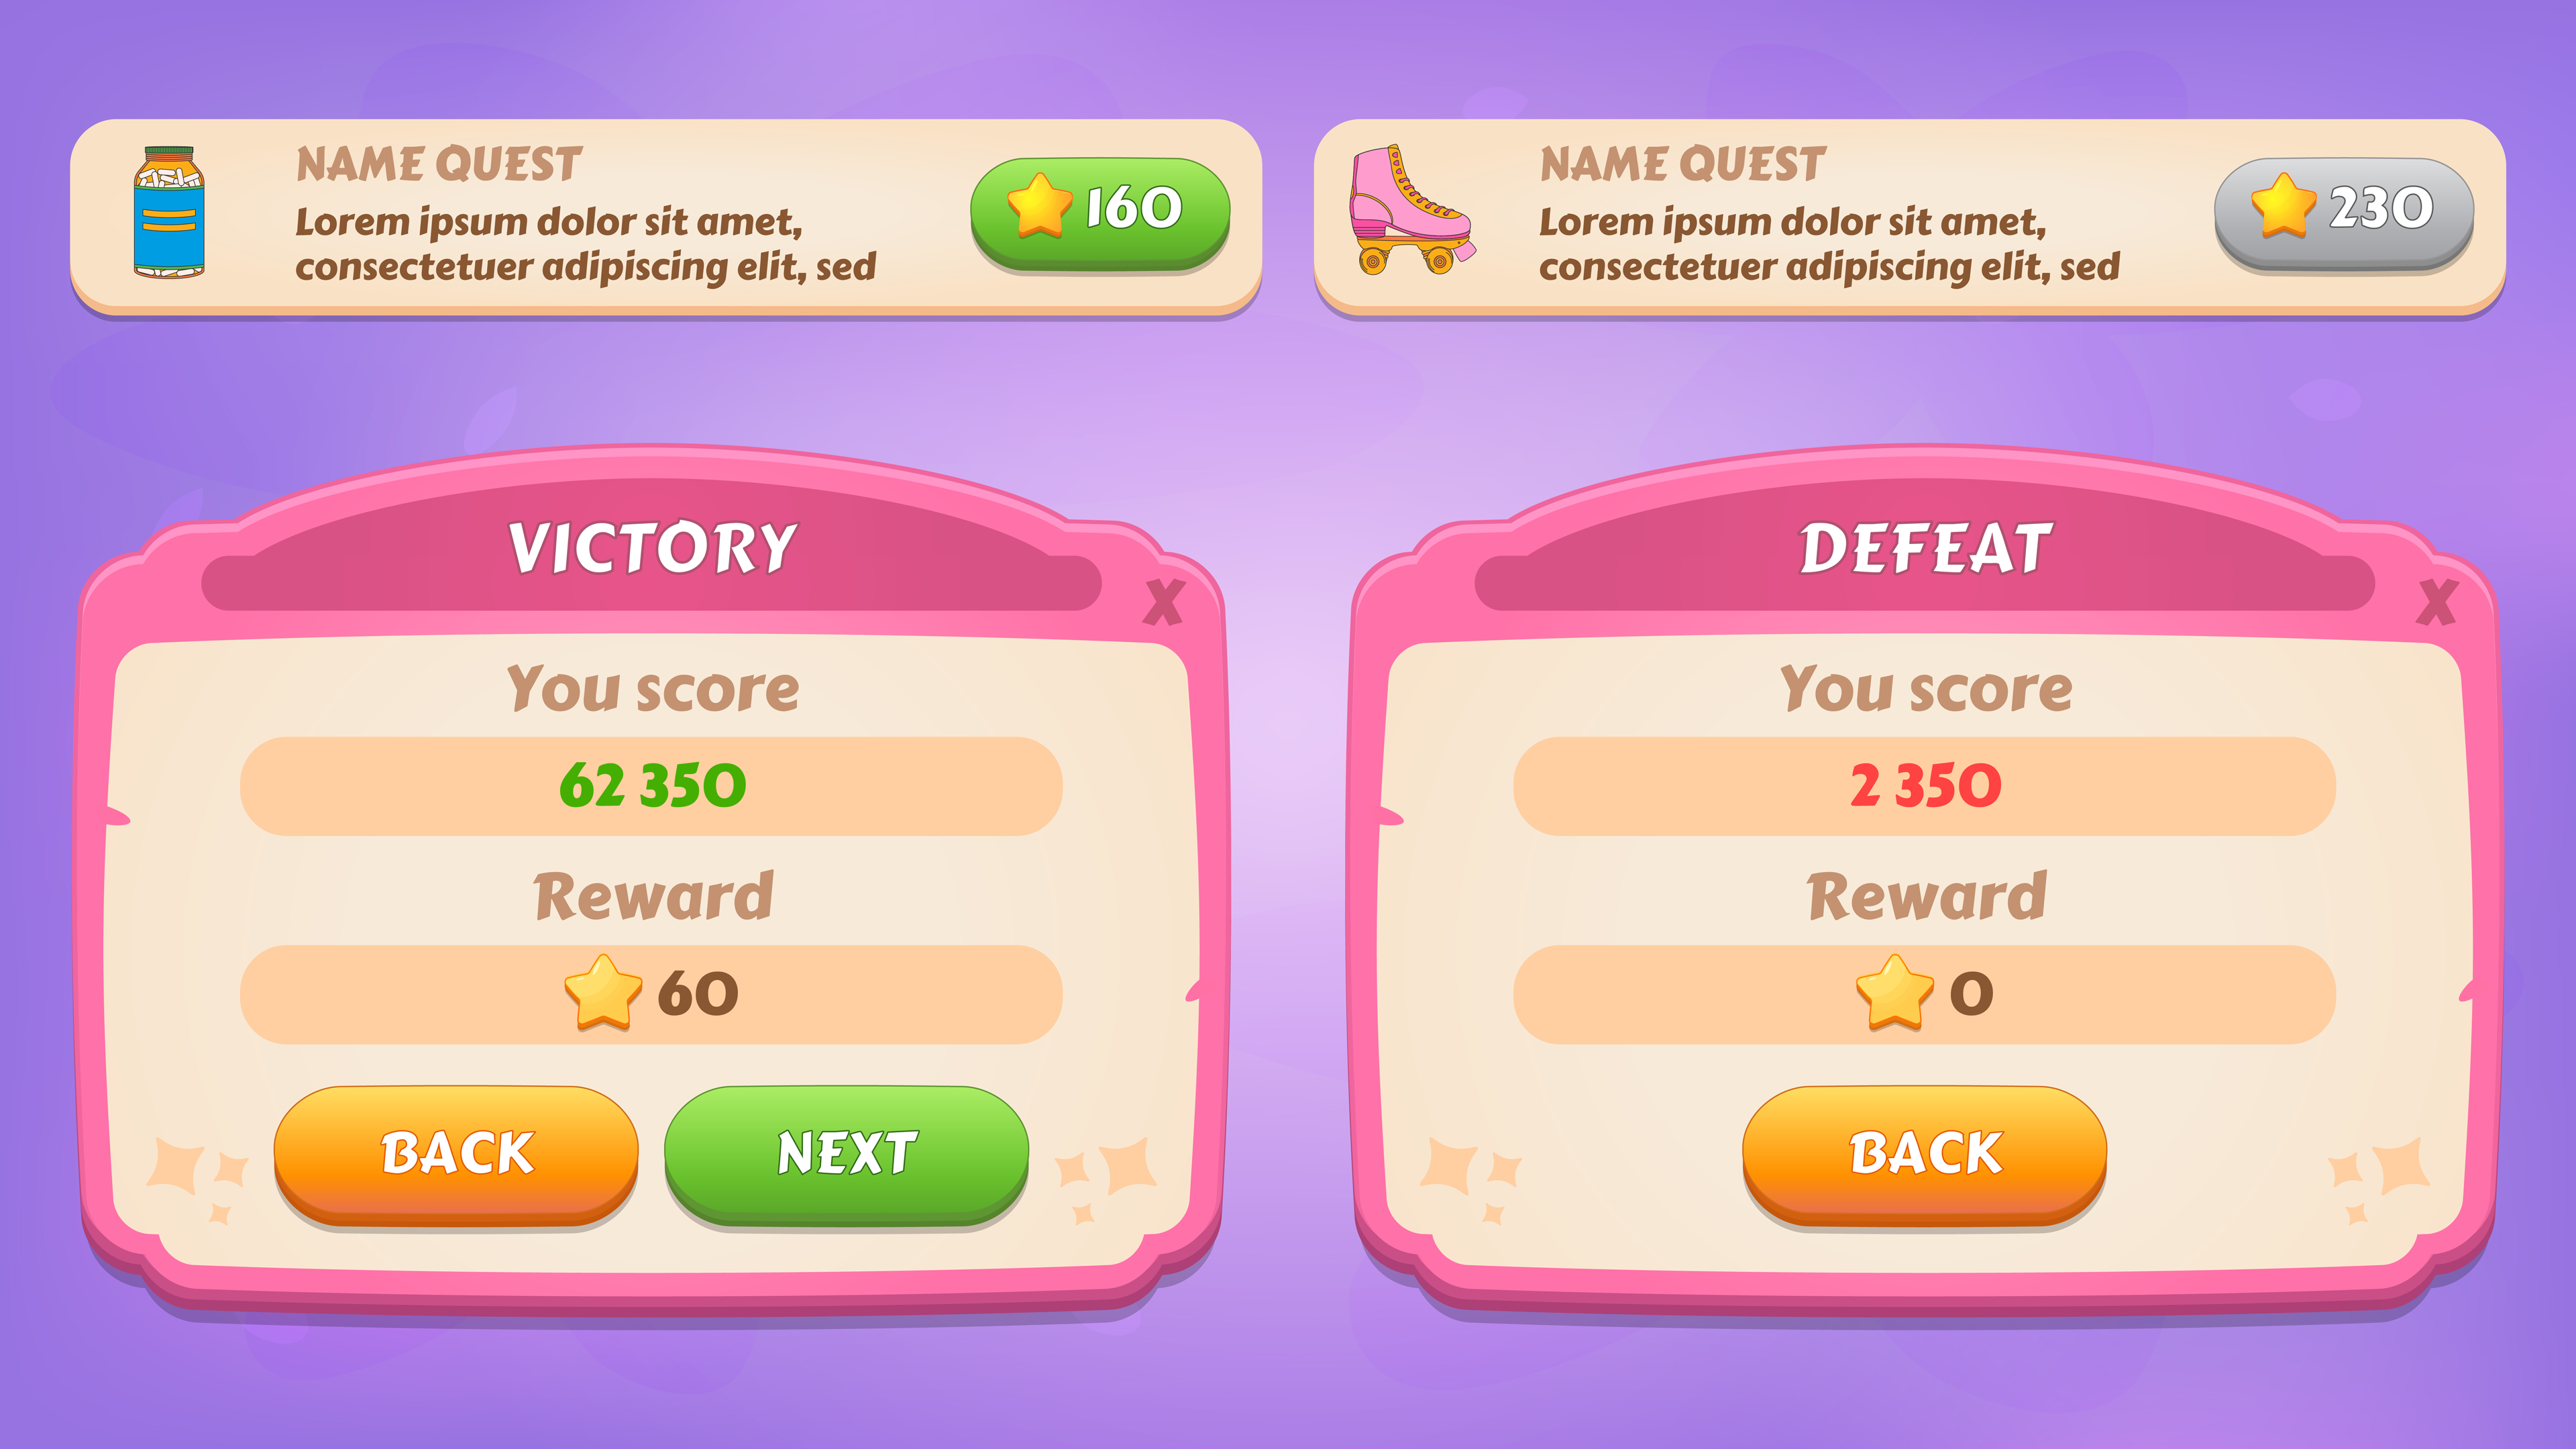 NAME QUEST
Lorem ipsum dolor sit amet,
consectetuer adipiscing elit, sed
160
NAME QUEST
Lorem ipsum dolor sit amet,
consectetuer adipiscing elit, sed
230
VICTORY
X
You score
62 350
Reward
60
BACK
NEXT
DEFEAT
X
You score
2 350
Reward
0
BACK